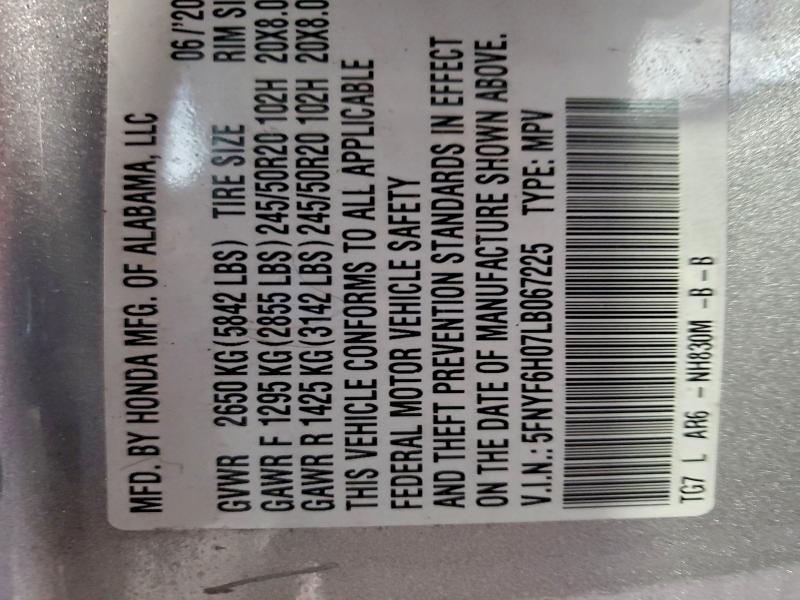 MFD. BY HONDA MFG. OF ALABAMA, LLC 06/'20
GVWR 2650 KG (5842 LBS) TIRE SIZE RIM SI
GAWR F 1295 KG (2855 LBS) 245/50R20 102H 20X8.0
GAWR R 1425 KG (3142 LBS) 245/50R20 102H 20X8.0
THIS VEHICLE CONFORMS TO ALL APPLICABLE
FEDERAL MOTOR VEHICLE SAFETY
AND THEFT PREVENTION STANDARDS IN EFFECT
ON THE DATE OF MANUFACTURE SHOWN ABOVE.
V.I.N.: 5FNYF6H07LB067225 TYPE: MPV
TG7 L AR6 - NH830M -B-B